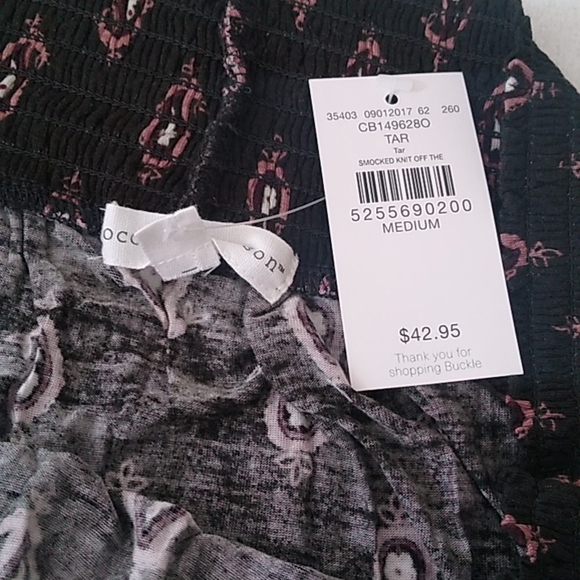 35403 09012017 62 260
CB149628O
TAR
Tar
SMOCKED KNIT OFF THE
5255690200
MEDIUM
$42.95
Thank you for
shopping Buckle